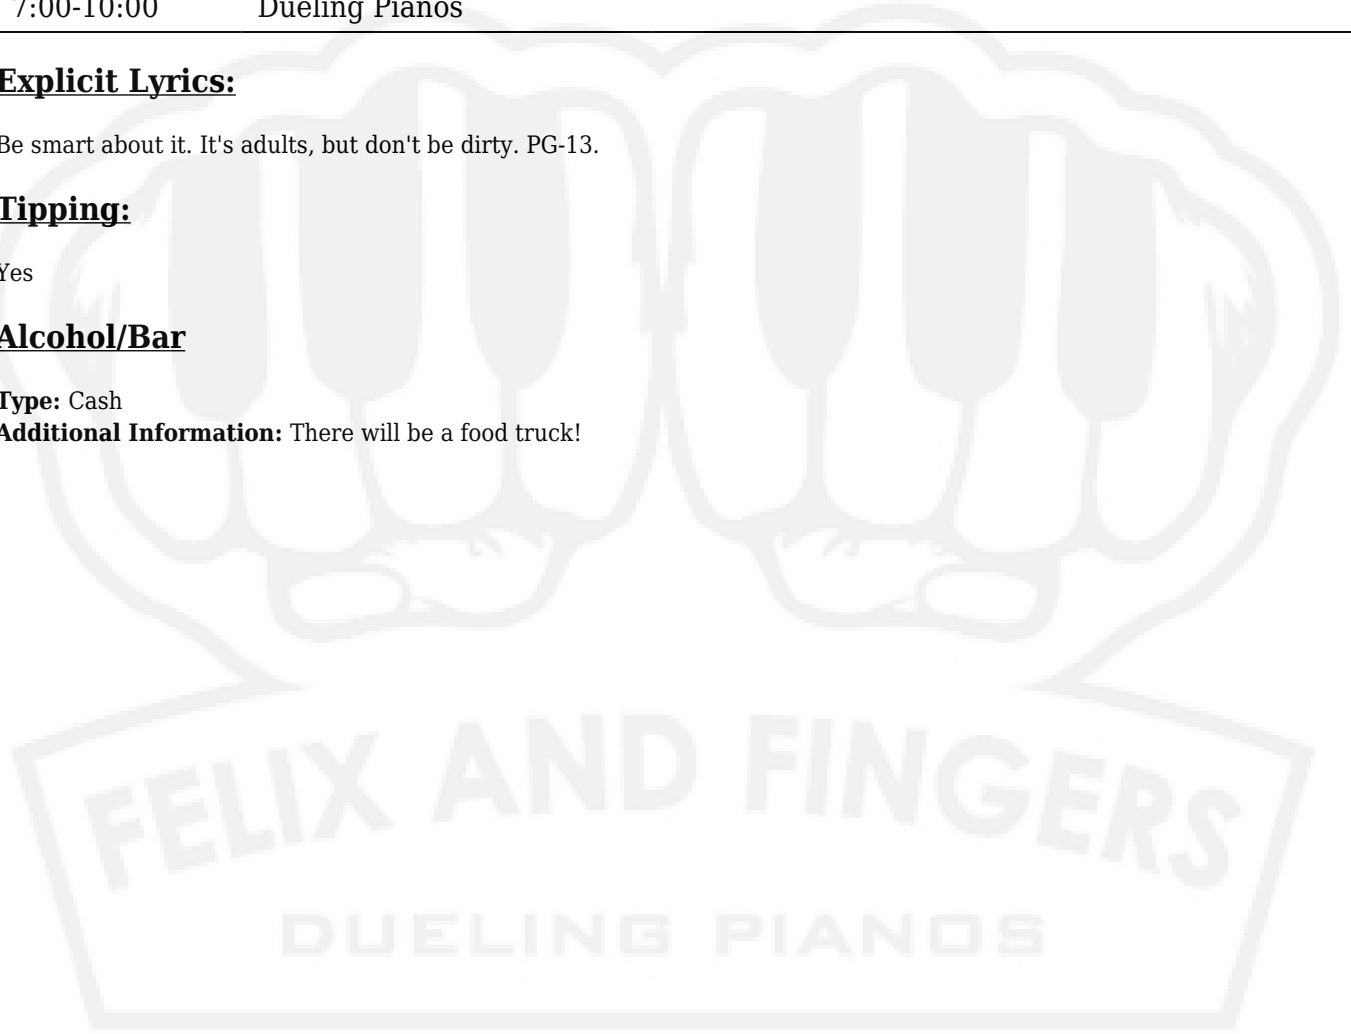 7:00-10:00 Dueling Pianos
Explicit Lyrics:
Be smart about it. It's adults, but don't be dirty. PG-13.
Tipping:
Yes
Alcohol/Bar
Type: Cash
Additional Information: There will be a food truck!
FELIX AND FINGERS
DUELING PIANOS